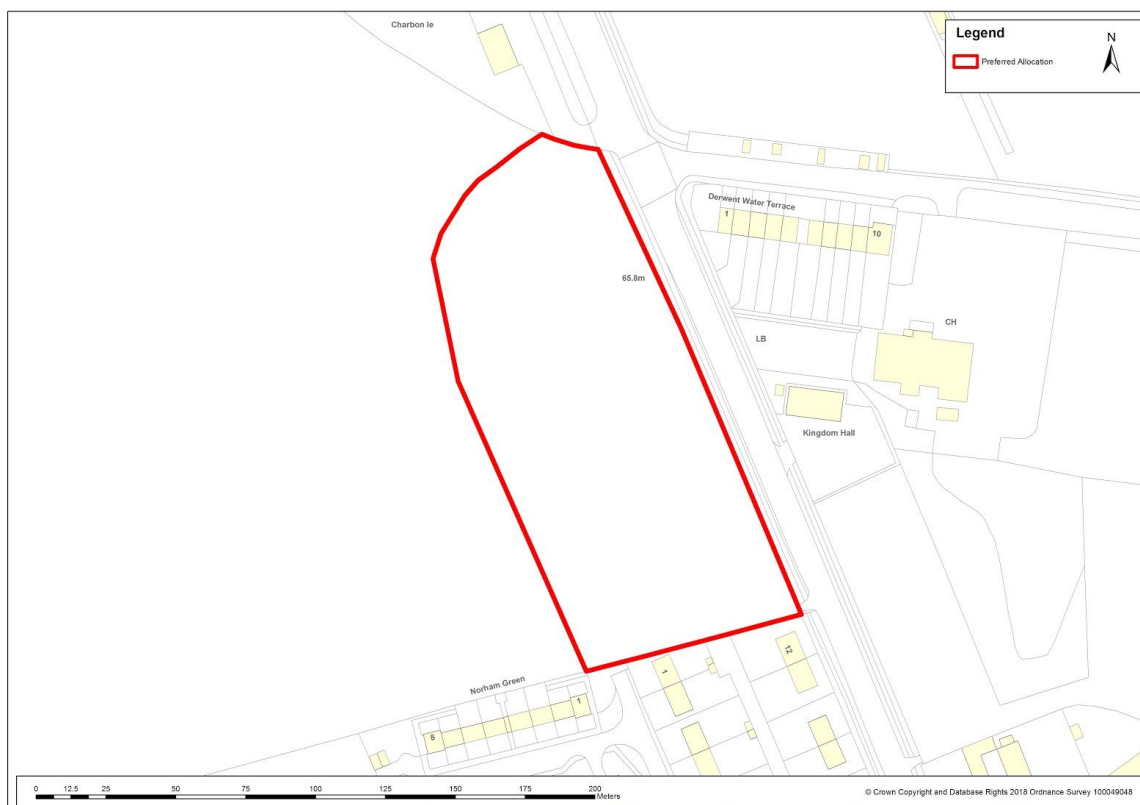 Charbon le
Legend
N
Preferred Allocation
Derwent Water Terrace
1
10
65.8m
CH
LB
Kingdom Hall
12
1
Norham Green
1
8
0 12.5 25 50 75 100 125 150 175 200
Meters
© Crown Copyright and Database Rights 2018 Ordnance Survey 100049048